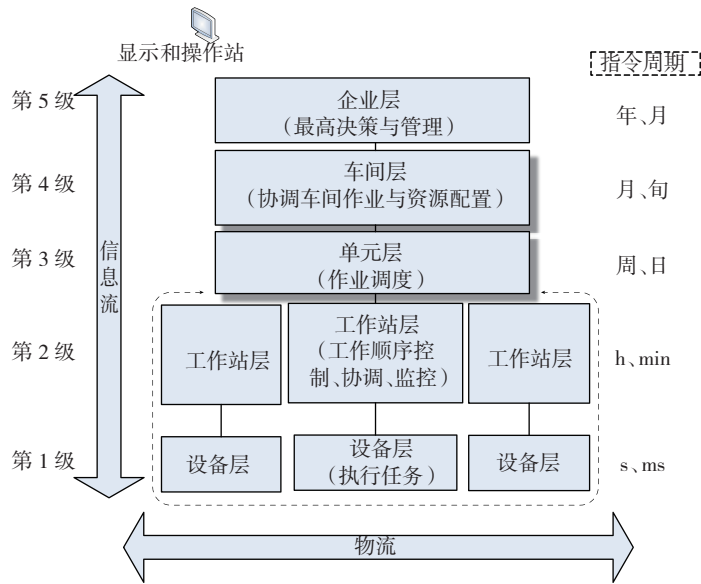 显示和操作站
指令周期
第5级
企业层
(最高决策与管理)
年、月
第4级
车间层
(协调车间作业与资源配置)
月、旬
第3级
单元层
(作业调度)
周、日
信息流
第2级
工作站层
工作站层
(工作顺序控
制、协调、监控)
工作站层
h、min
第1级
设备层
设备层
(执行任务)
设备层
s、ms
物流